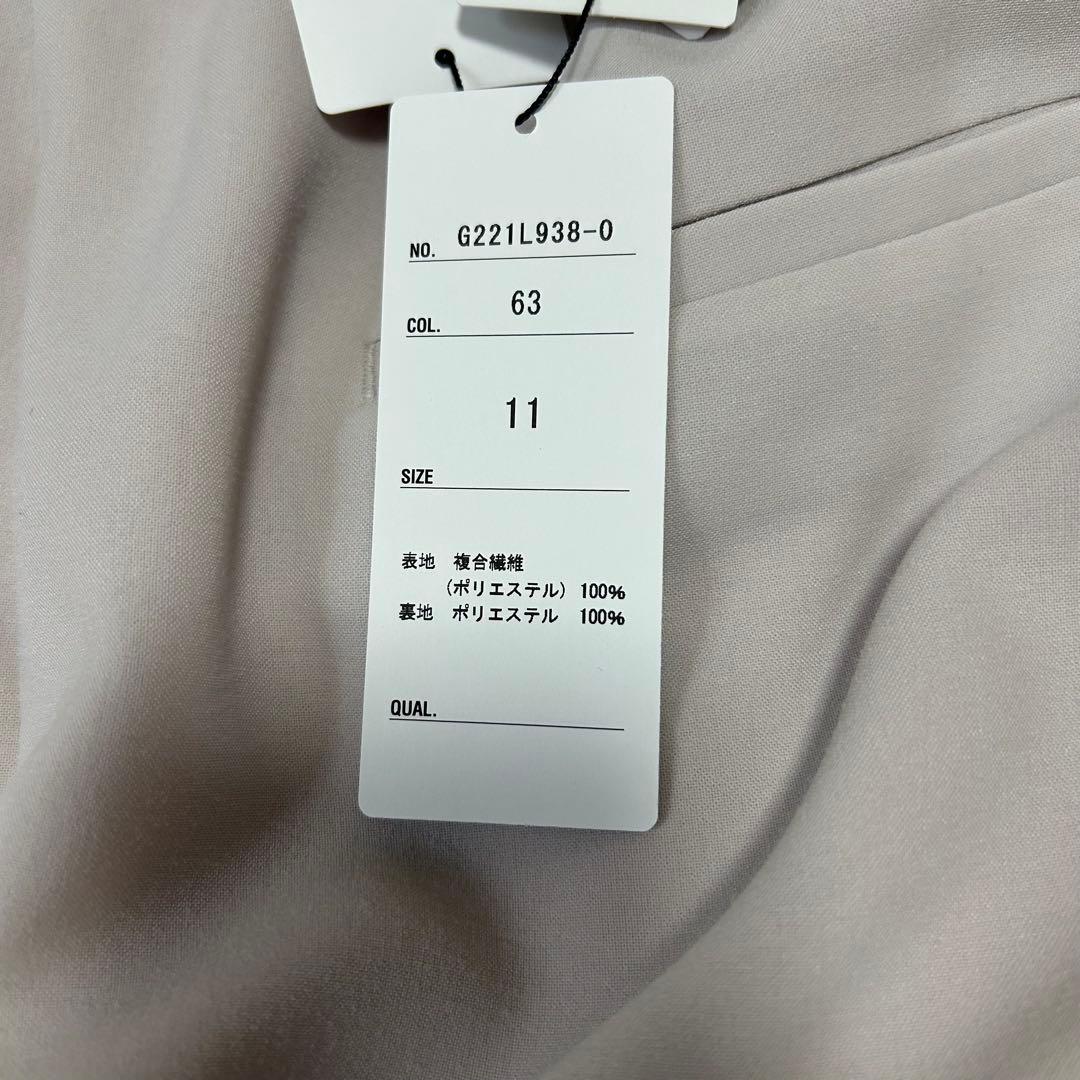 NO. G221L938-0
COL. 63
11
SIZE
表地 複合繊維
(ポリエステル) 100%
裏地 ポリエステル 100%
QUAL.